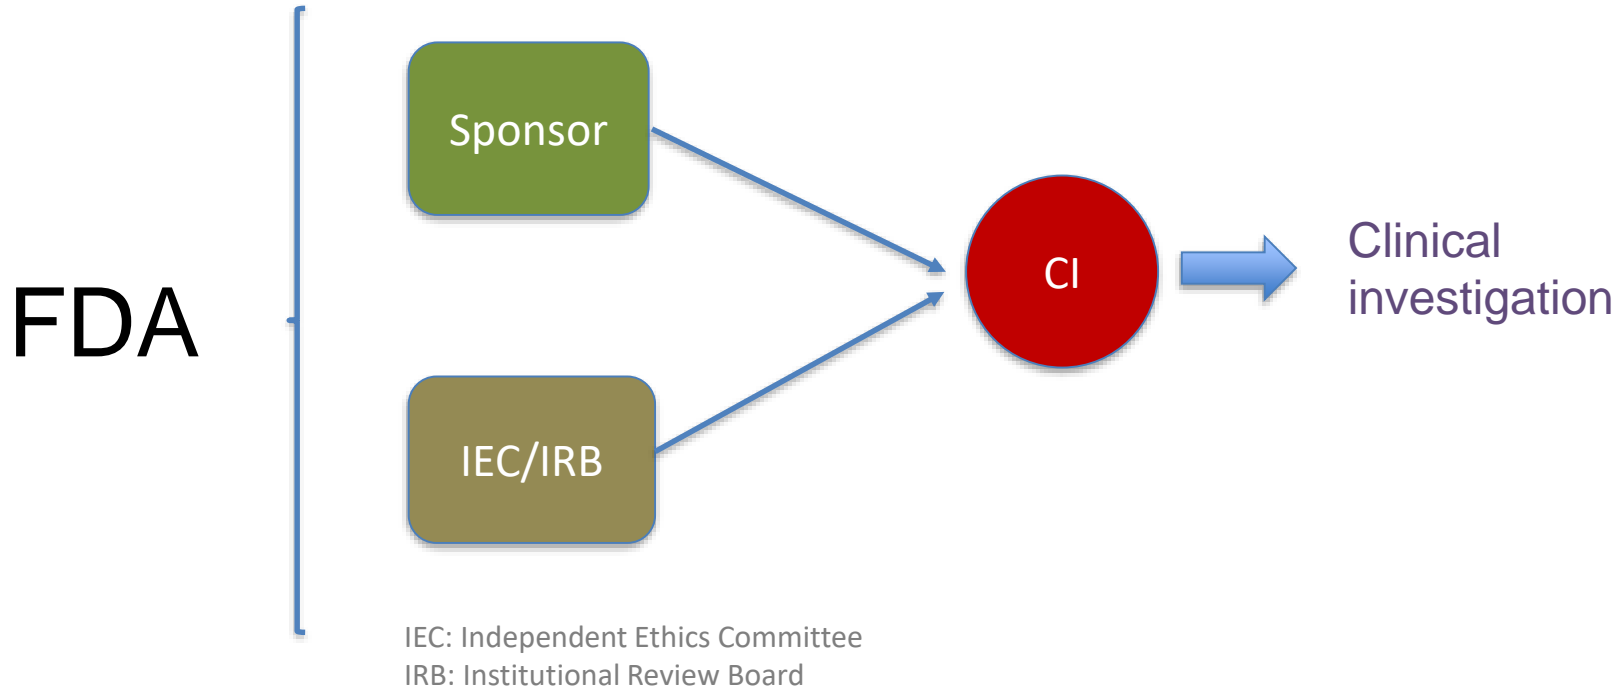 FDA
Sponsor
IEC/IRB
CI
Clinical
investigation
IEC: Independent Ethics Committee
IRB: Institutional Review Board